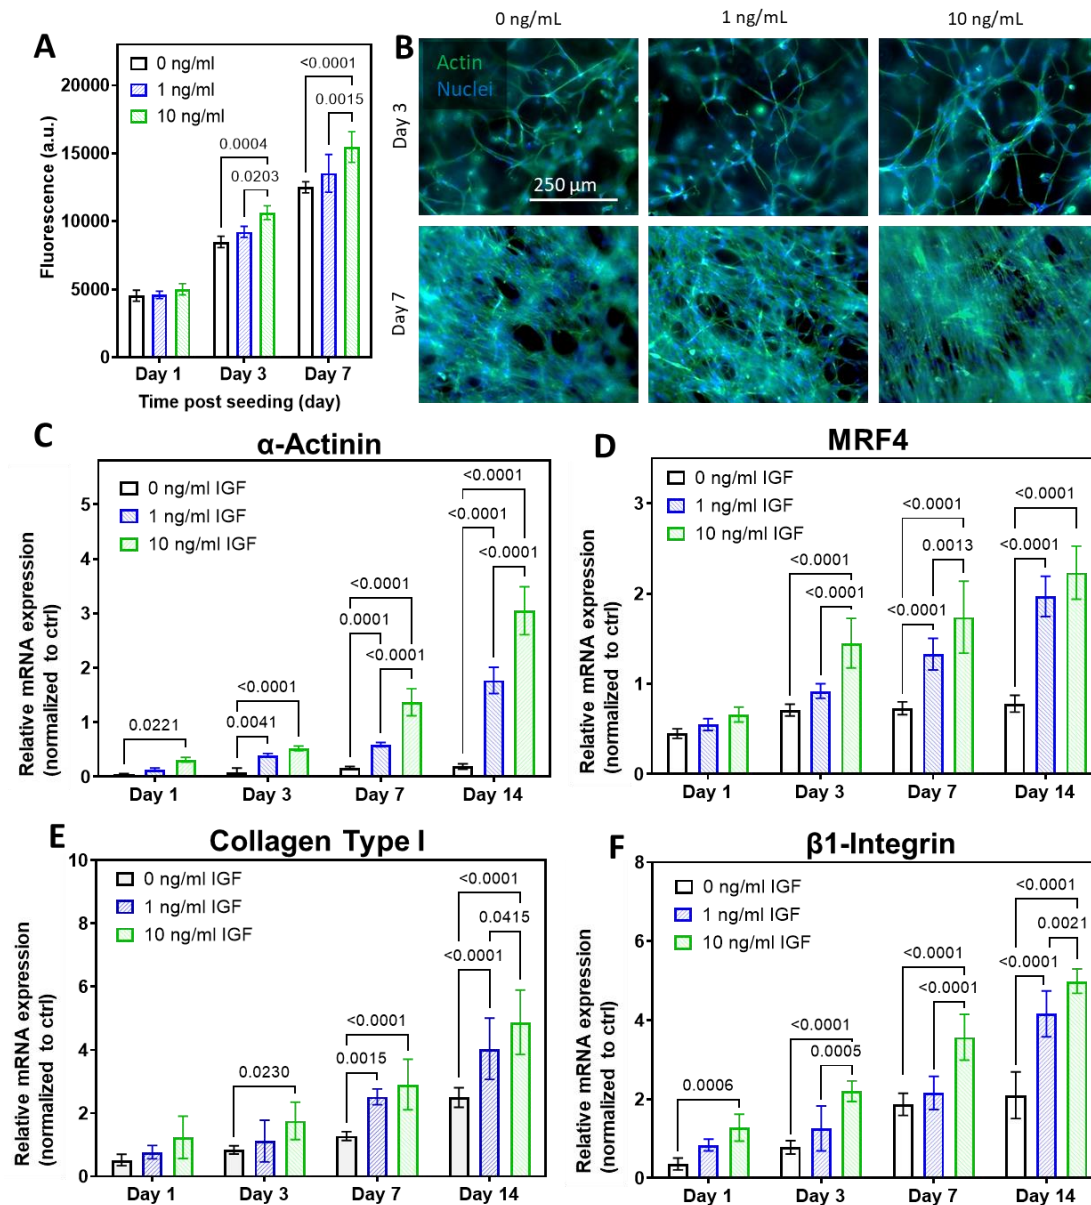 A
Fluorescence (a.u.)
20000
15000
10000
5000
0
0 ng/ml
1 ng/ml
10 ng/ml
<0.0001
0.0015
0.0004
0.0203
Day 1 Day 3 Day 7
Time post seeding (day)
B
0 ng/mL 1 ng/mL 10 ng/mL
Day 3
Day 7
Actin
Nuclei
250 µm
C
α-Actinin
Relative mRNA expression
(normalized to ctrl)
5
4
3
2
1
0
0 ng/ml IGF
1 ng/ml IGF
10 ng/ml IGF
<0.0001
<0.0001
<0.0001
<0.0001
0.0001
<0.0001
<0.0001
0.0041
0.0221
Day 1 Day 3 Day 7 Day 14
D
MRF4
Relative mRNA expression
(normalized to ctrl)
3
2
1
0
0 ng/ml IGF
1 ng/ml IGF
10 ng/ml IGF
<0.0001
<0.0001
<0.0001
0.0013
<0.0001
<0.0001
<0.0001
Day 1 Day 3 Day 7 Day 14
E
Collagen Type I
Relative mRNA expression
(normalized to ctrl)
10
8
6
4
2
0
0 ng/ml IGF
1 ng/ml IGF
10 ng/ml IGF
<0.0001
0.0415
<0.0001
<0.0001
0.0015
0.0230
Day 1 Day 3 Day 7 Day 14
F
β1-Integrin
Relative mRNA expression
(normalized to ctrl)
8
6
4
2
0
0 ng/ml IGF
1 ng/ml IGF
10 ng/ml IGF
<0.0001
0.0021
<0.0001
<0.0001
<0.0001
<0.0001
0.0005
0.0006
Day 1 Day 3 Day 7 Day 14